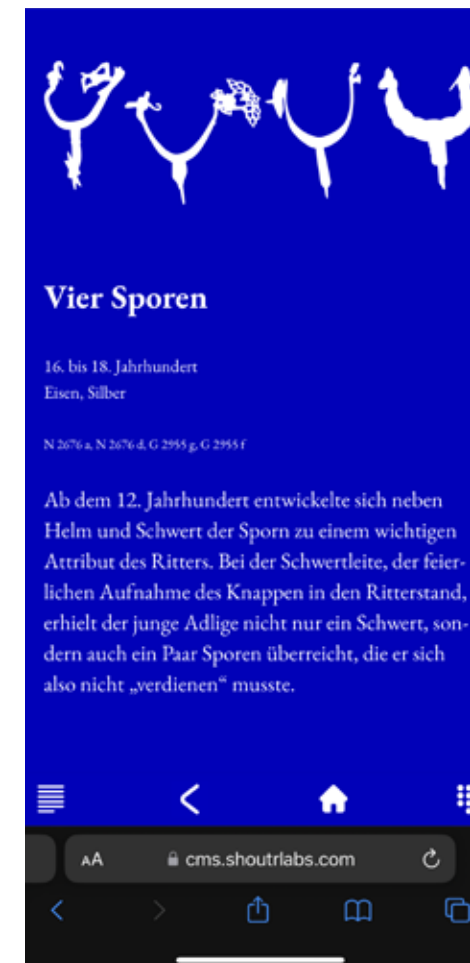 Vier Sporen
16. bis 18. Jahrhundert
Eisen, Silber
N 2676 a, N 2676 d, G 2955 g, G 2955 f
Ab dem 12. Jahrhundert entwickelte sich neben
Helm und Schwert der Sporn zu einem wichtigen
Attribut des Ritters. Bei der Schwertleite, der feier-
lichen Aufnahme des Knappen in den Ritterstand,
erhielt der junge Adlige nicht nur ein Schwert, son-
dern auch ein Paar Sporen überreicht, die er sich
also nicht „verdienen“ musste.
AA cms.shoutrlabs.com